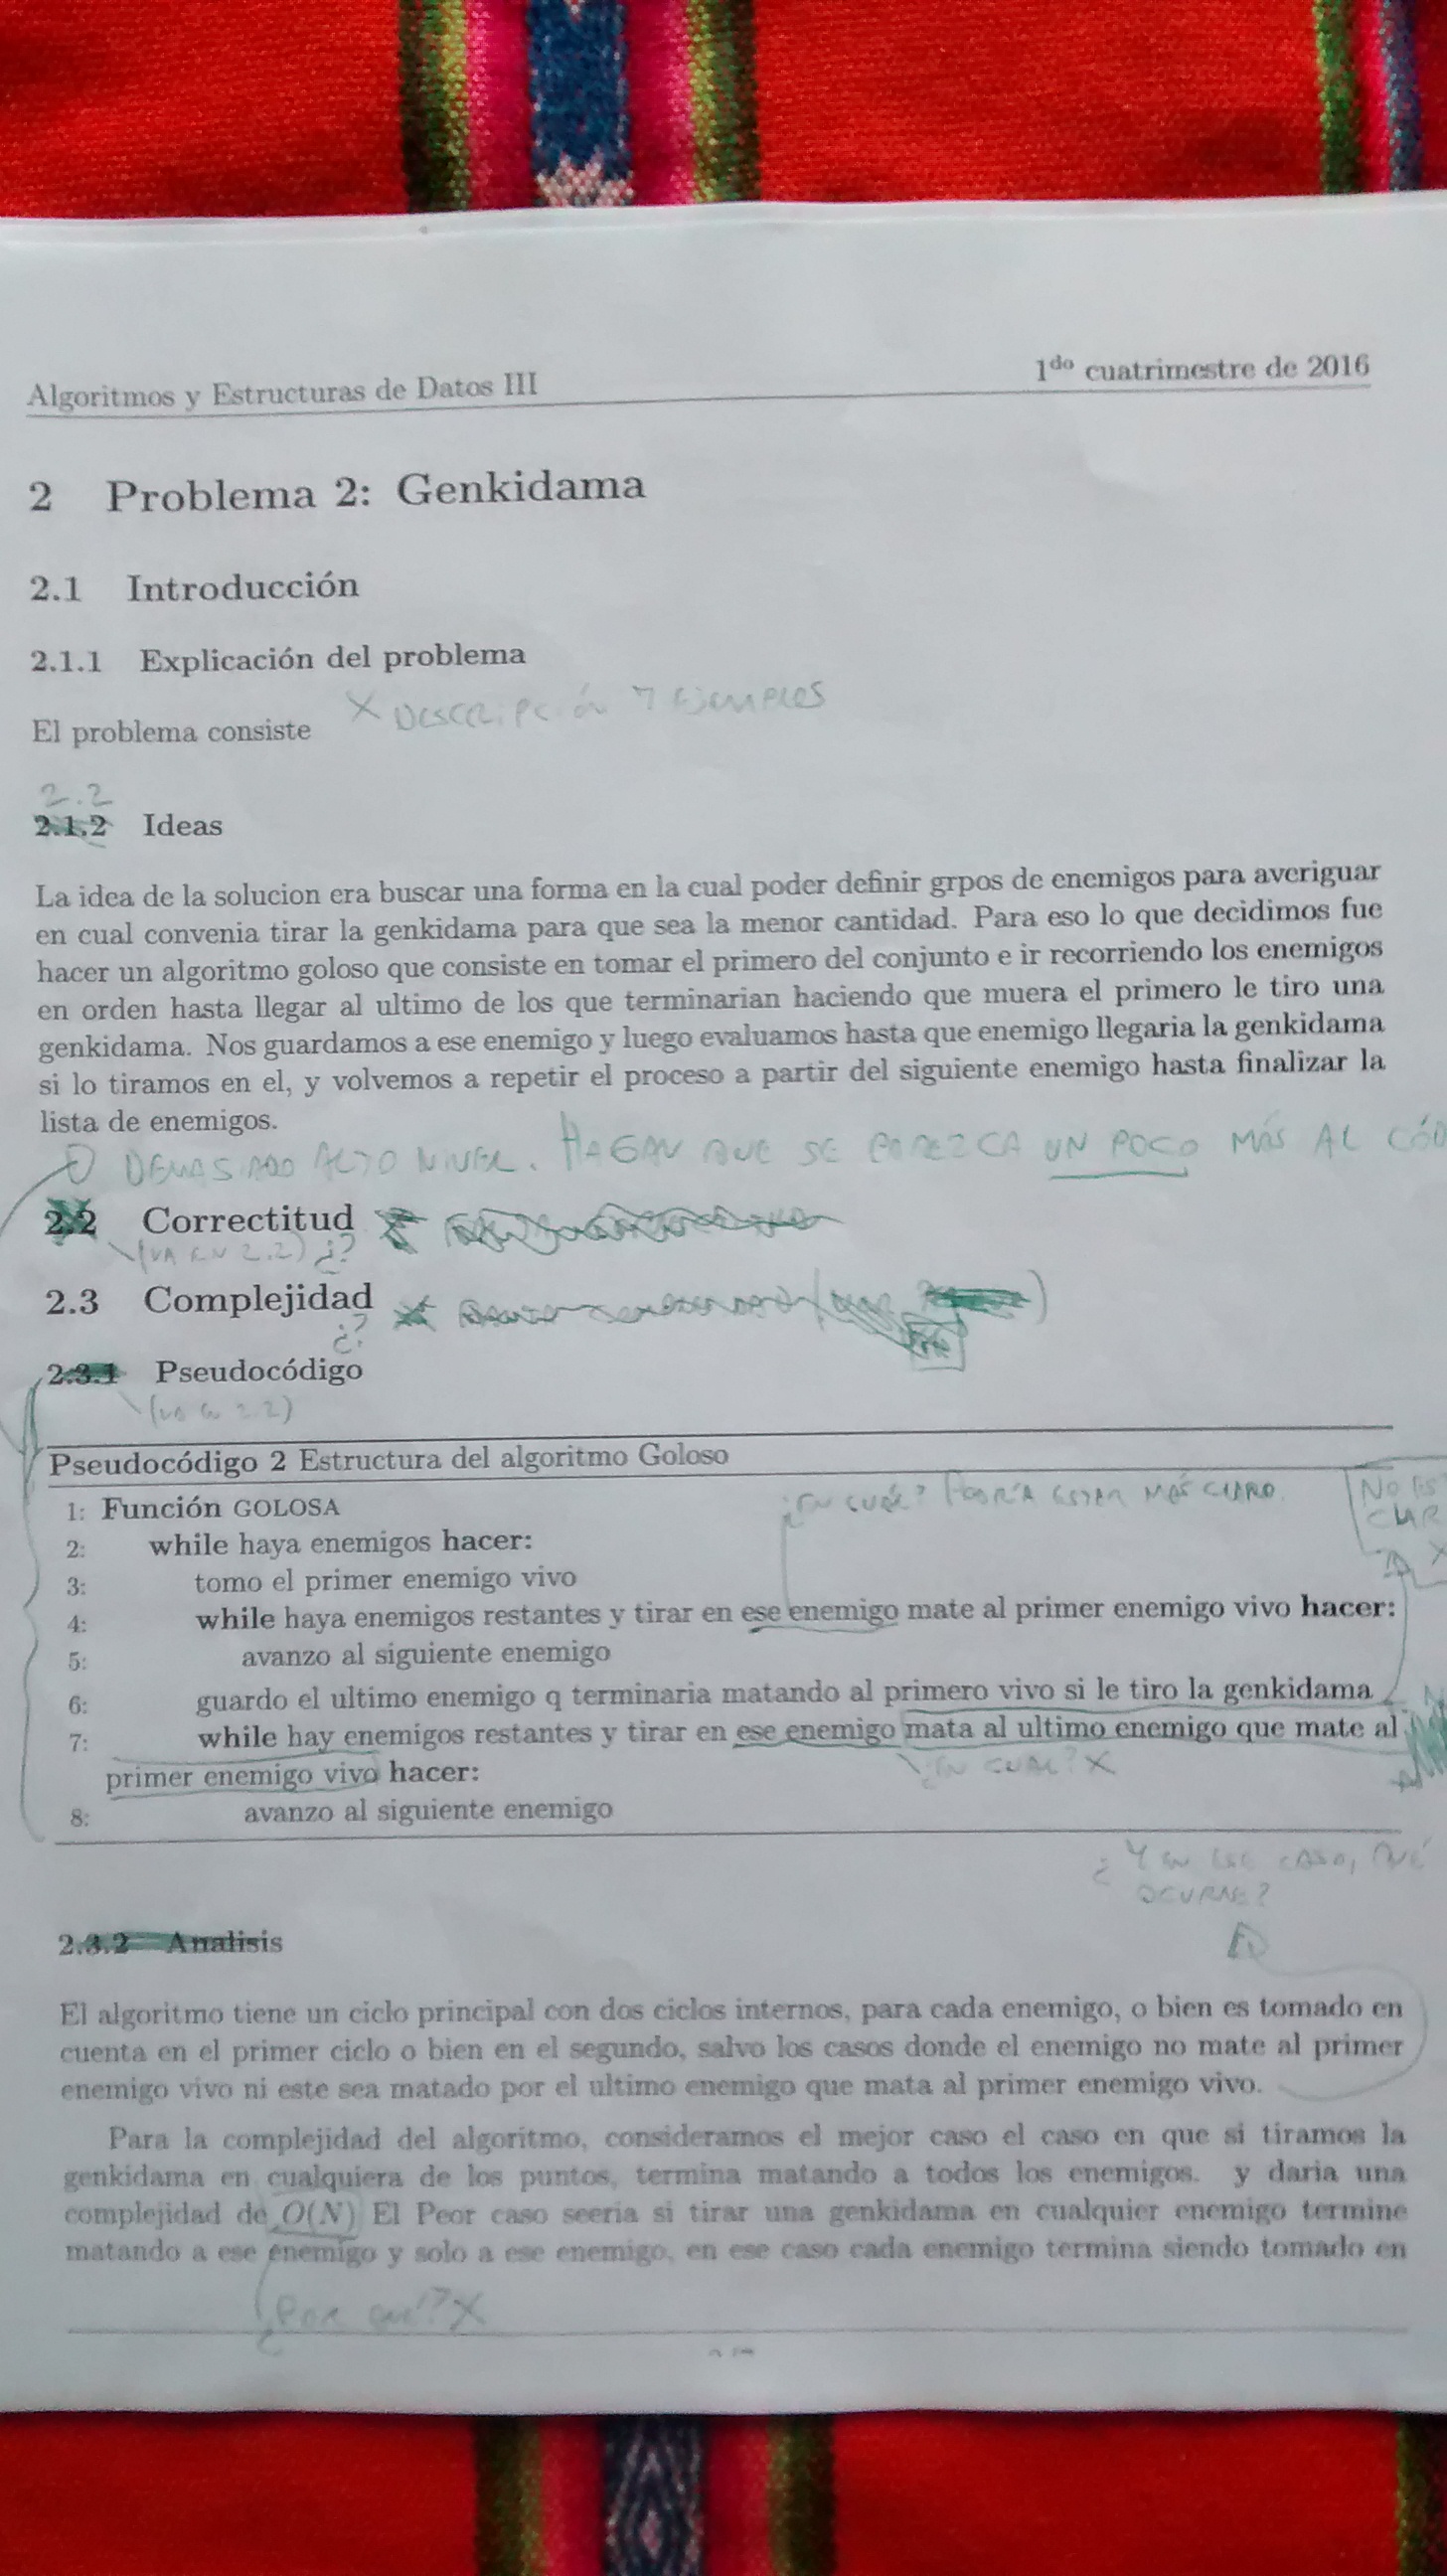 Algoritmos y Estructuras de Datos III 1do cuatrimestre de 2016
2 Problema 2: Genkidama
2.1 Introducción
2.1.1 Explicación del problema
X DESCRIPCIÓN Y EJEMPLOS
El problema consiste
2.2
2.1.2 Ideas
La idea de la solucion era buscar una forma en la cual poder definir grpos de enemigos para averiguar
en cual convenia tirar la genkidama para que sea la menor cantidad. Para eso lo que decidimos fue
hacer un algoritmo goloso que consiste en tomar el primero del conjunto e ir recorriendo los enemigos
en orden hasta llegar al ultimo de los que terminarian haciendo que muera el primero le tiro una
genkidama. Nos guardamos a ese enemigo y luego evaluamos hasta que enemigo llegaria la genkidama
si lo tiramos en el, y volvemos a repetir el proceso a partir del siguiente enemigo hasta finalizar la
lista de enemigos.
DEMASIADO ALTO NIVEL. HAGAN QUE SE PAREZCA UN POCO MÁS AL CÓD
2.2 Correctitud
(VA EN 2.2) ¿?
2.3 Complejidad
¿?
2.3.1 Pseudocódigo
(VA EN 2.2)
Pseudocódigo 2 Estructura del algoritmo Goloso
¿EN CUÁL? PODRÍA ESTAR MÁS CLARO. NO ES
CLAR
1: Función GOLOSA
2: while haya enemigos hacer:
3: tomo el primer enemigo vivo
4: while haya enemigos restantes y tirar en ese enemigo mate al primer enemigo vivo hacer:
5: avanzo al siguiente enemigo
6: guardo el ultimo enemigo q terminaria matando al primero vivo si le tiro la genkidama
7: while hay enemigos restantes y tirar en ese enemigo mata al ultimo enemigo que mate al
primer enemigo vivo hacer:
¿EN CUAL? X
8: avanzo al siguiente enemigo
¿Y EN ESE CASO, QUÉ
OCURRE?
2.3.2 Analisis
El algoritmo tiene un ciclo principal con dos ciclos internos, para cada enemigo, o bien es tomado en
cuenta en el primer ciclo o bien en el segundo, salvo los casos donde el enemigo no mate al primer
enemigo vivo ni este sea matado por el ultimo enemigo que mata al primer enemigo vivo.
Para la complejidad del algoritmo, consideramos el mejor caso el caso en que si tiramos la
genkidama en cualquiera de los puntos, termina matando a todos los enemigos. y daria una
complejidad de O(N) El Peor caso seeria si tirar una genkidama en cualquier enemigo termine
matando a ese enemigo y solo a ese enemigo, en ese caso cada enemigo termina siendo tomado en
¿POR QUÉ? X